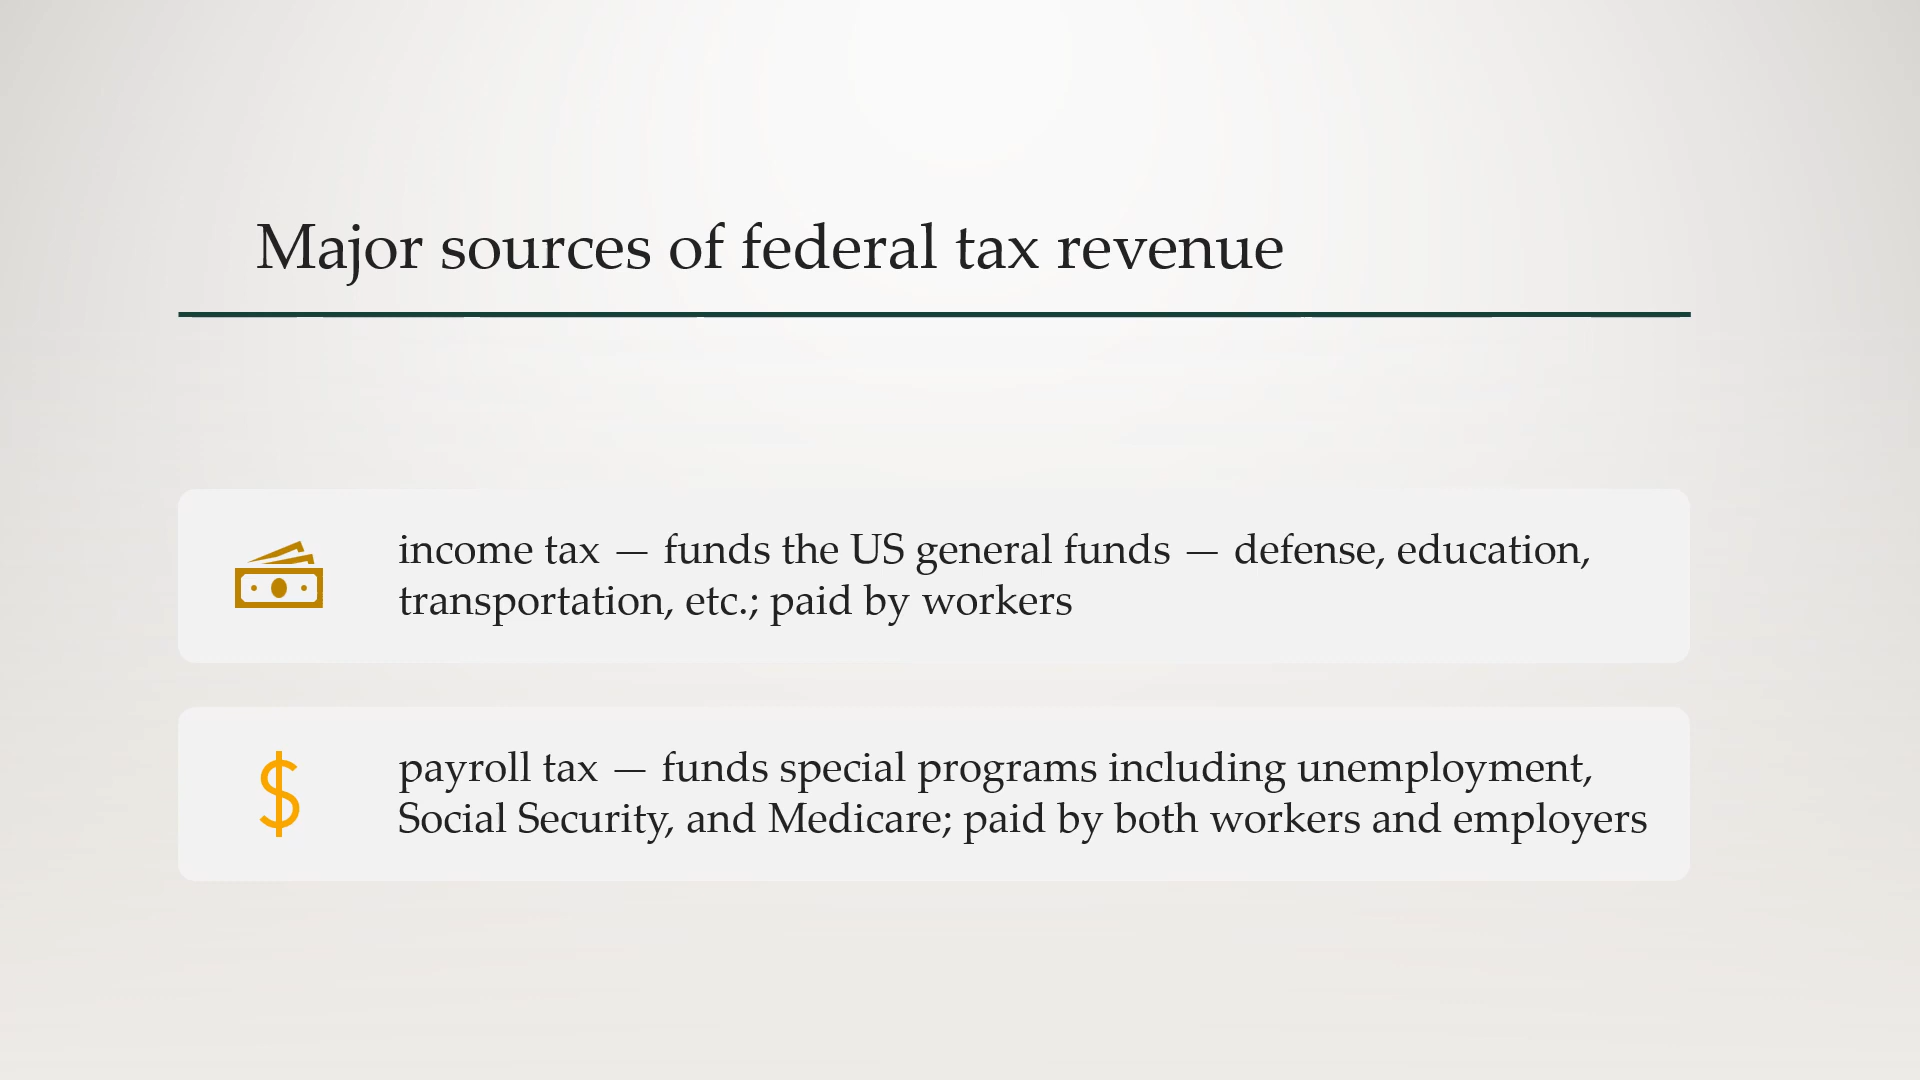 Major sources of federal tax revenue
income tax — funds the US general funds — defense, education,
transportation, etc.; paid by workers
payroll tax — funds special programs including unemployment,
Social Security, and Medicare; paid by both workers and employers